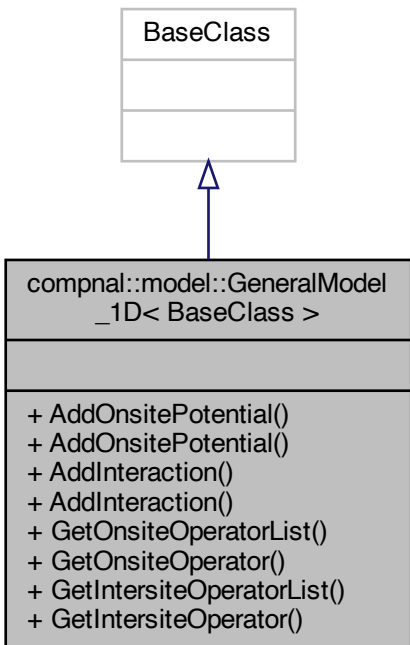 BaseClass
compnal::model::GeneralModel
_1D< BaseClass >
+ AddOnsitePotential()
+ AddOnsitePotential()
+ AddInteraction()
+ AddInteraction()
+ GetOnsiteOperatorList()
+ GetOnsiteOperator()
+ GetIntersiteOperatorList()
+ GetIntersiteOperator()